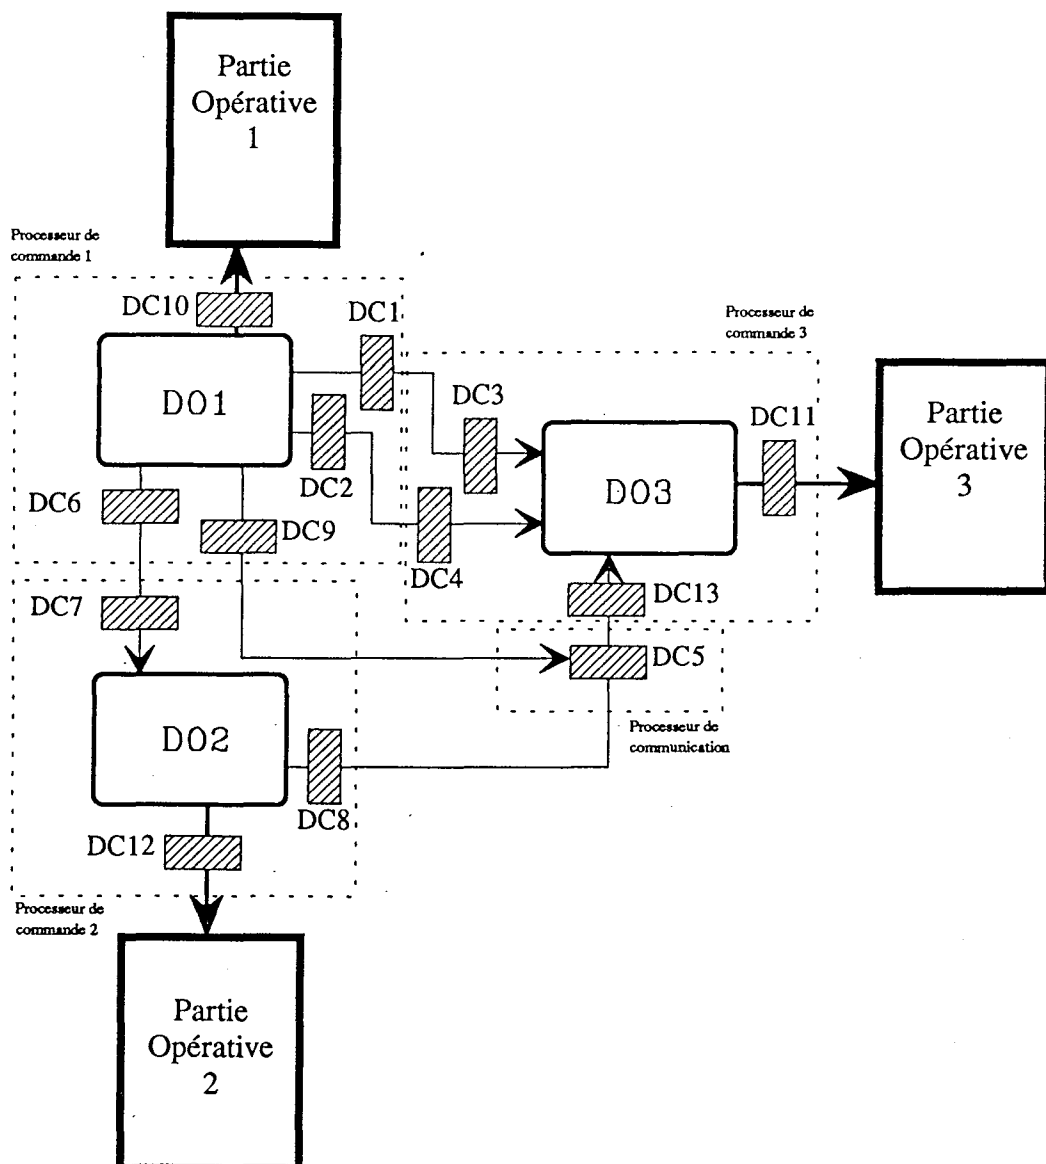 Partie
Opérative
1
Processeur de
commande 1
DC10
DC1
Processeur de
commande 3
DO1
DC3
DC11
Partie
Opérative
3
DC2
DO3
DC6
DC9
DC4
DC7
DC13
DC5
Processeur de
communication
DO2
DC8
DC12
Processeur de
commande 2
Partie
Opérative
2